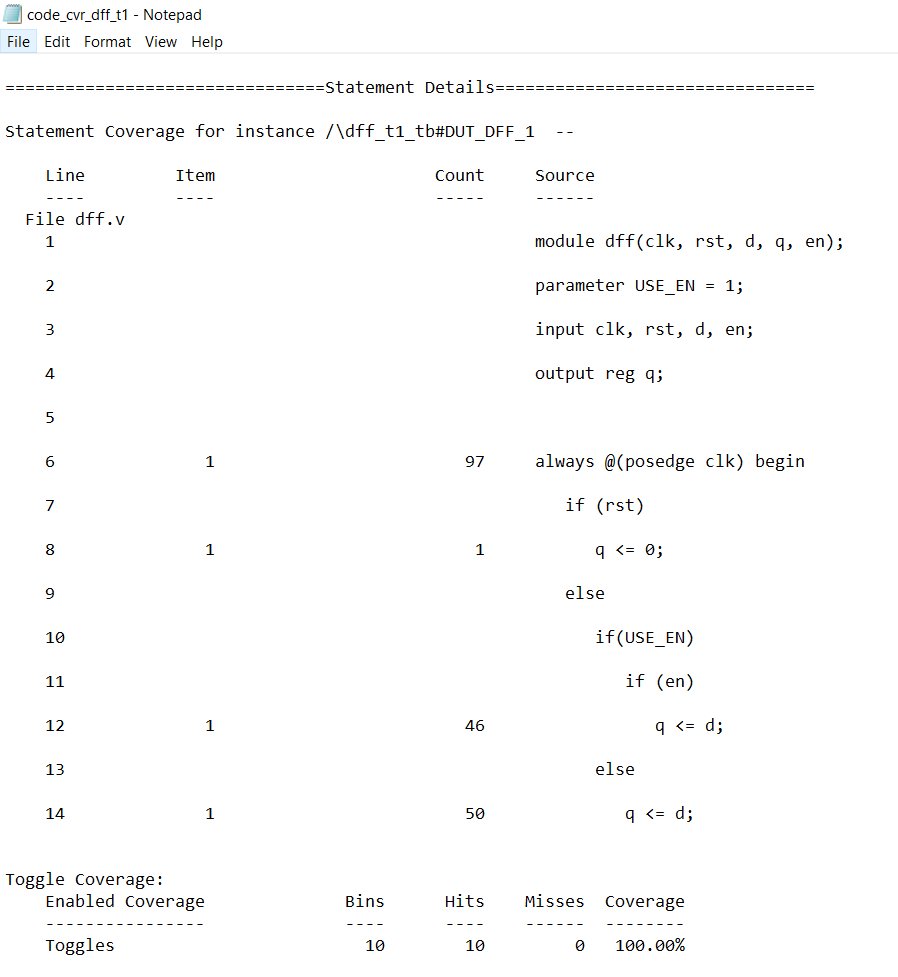 code_cvr_dff_t1 - Notepad
File Edit Format View Help
================================Statement Details================================
Statement Coverage for instance /\dff_t1_tb#DUT_DFF_1  --
    Line         Item                      Count     Source
    ----         ----                      -----     ------
  File dff.v
    1                                                module dff(clk, rst, d, q, en);
    2                                                parameter USE_EN = 1;
    3                                                input clk, rst, d, en;
    4                                                output reg q;
    5
    6               1                         97     always @(posedge clk) begin
    7                                                   if (rst)
    8               1                          1           q <= 0;
    9                                                   else
    10                                                     if(USE_EN)
    11                                                        if (en)
    12              1                         46                 q <= d;
    13                                                     else
    14              1                         50              q <= d;
Toggle Coverage:
    Enabled Coverage              Bins      Hits    Misses  Coverage
    ----------------              ----      ----    ------  --------
    Toggles                         10        10         0   100.00%